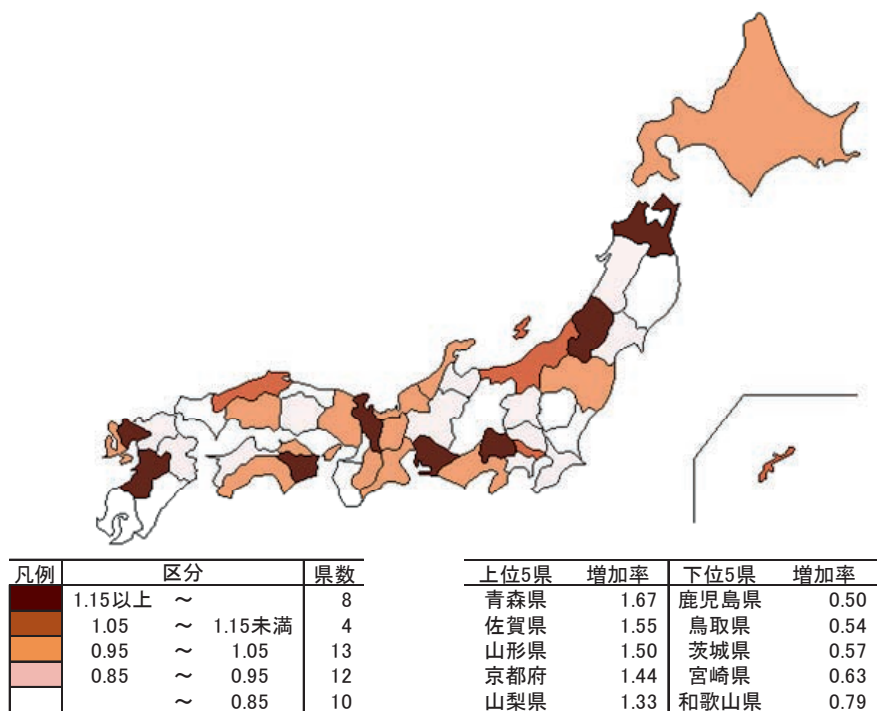 凡例 区分 県数
1.15以上 ～ 8
1.05 ～ 1.15未満 4
0.95 ～ 1.05 13
0.85 ～ 0.95 12
～ 0.85 10
上位5県 増加率 下位5県 増加率
青森県 1.67 鹿児島県 0.50
佐賀県 1.55 鳥取県 0.54
山形県 1.50 茨城県 0.57
京都府 1.44 宮崎県 0.63
山梨県 1.33 和歌山県 0.79